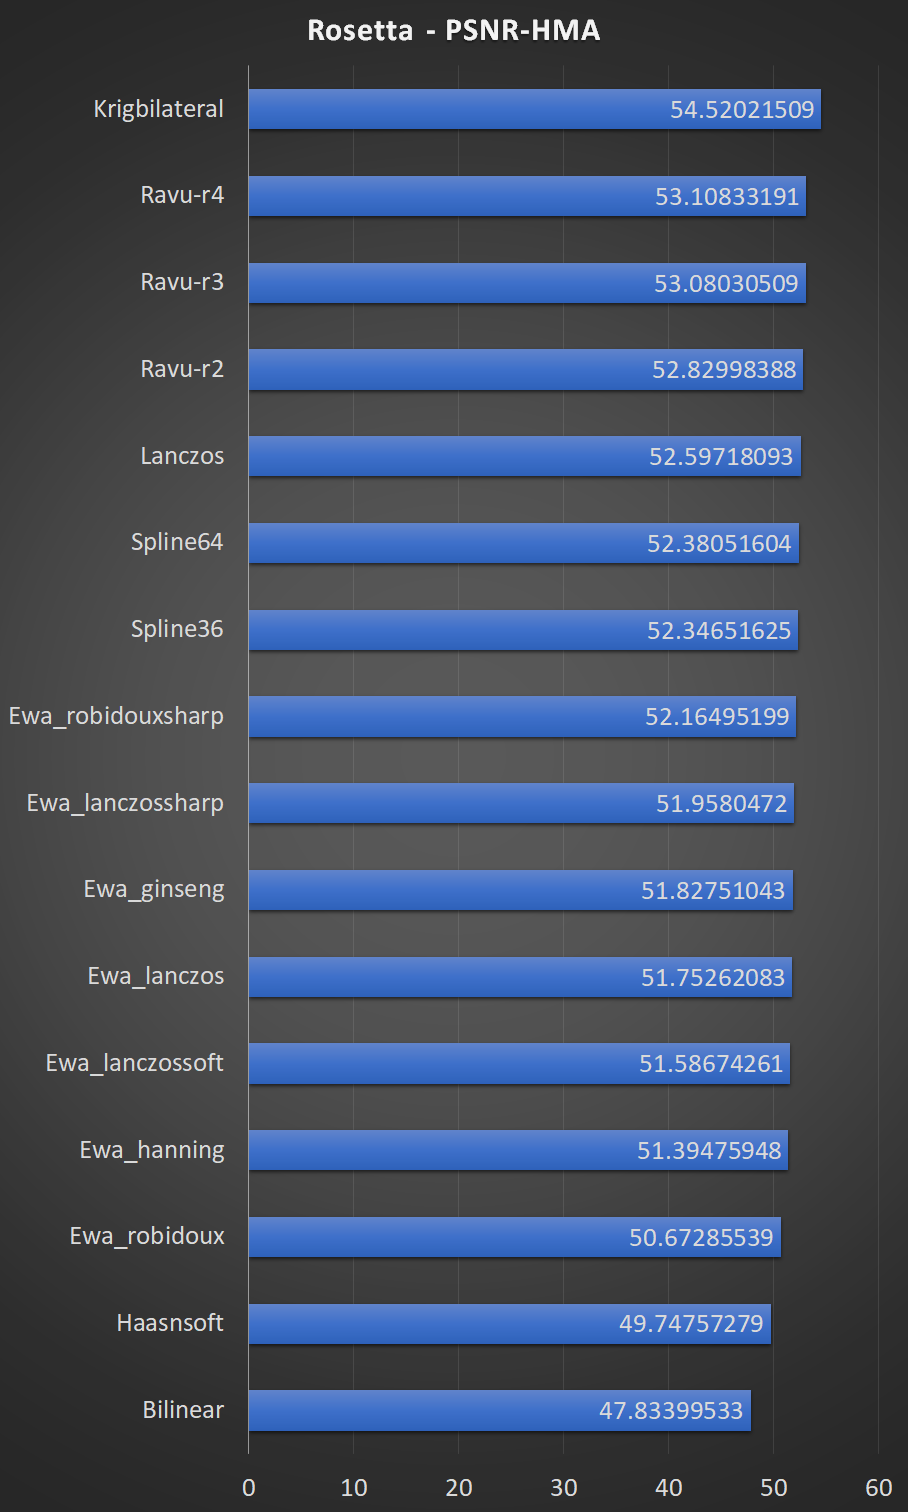 Rosetta - PSNR-HMA
Krigbilateral 54.52021509
Ravu-r4 53.10833191
Ravu-r3 53.08030509
Ravu-r2 52.82998388
Lanczos 52.59718093
Spline64 52.38051604
Spline36 52.34651625
Ewa_robidouxsharp 52.16495199
Ewa_lanczossharp 51.9580472
Ewa_ginseng 51.82751043
Ewa_lanczos 51.75262083
Ewa_lanczossoft 51.58674261
Ewa_hanning 51.39475948
Ewa_robidoux 50.67285539
Haasnsoft 49.74757279
Bilinear 47.83399533
0 10 20 30 40 50 60